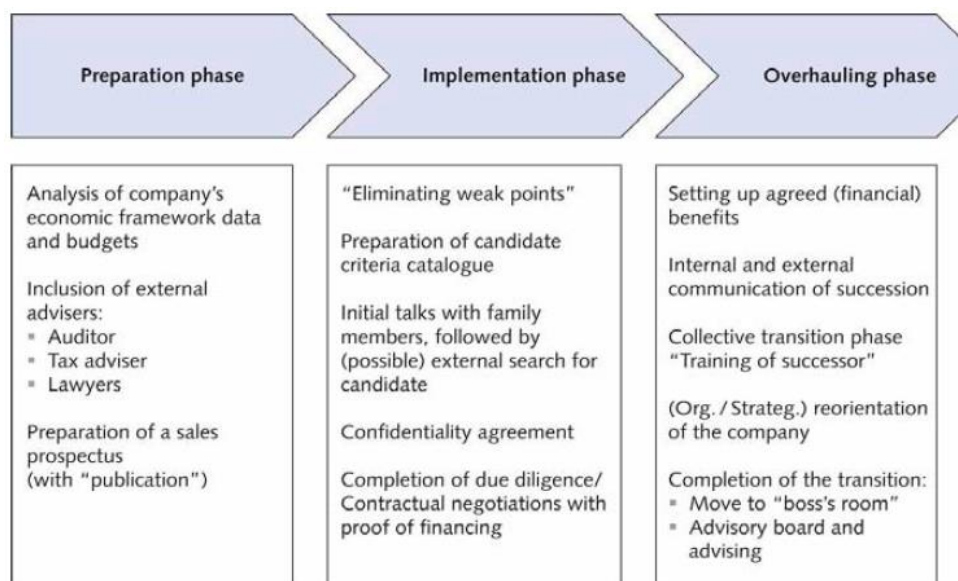 Preparation phase
Implementation phase
Overhauling phase
Analysis of company's
economic framework data
and budgets
Inclusion of external
advisers:
▪ Auditor
▪ Tax adviser
▪ Lawyers
Preparation of a sales
prospectus
(with “publication”)
“Eliminating weak points”
Preparation of candidate
criteria catalogue
Initial talks with family
members, followed by
(possible) external search for
candidate
Confidentiality agreement
Completion of due diligence/
Contractual negotiations with
proof of financing
Setting up agreed (financial)
benefits
Internal and external
communication of succession
Collective transition phase
“Training of successor”
(Org. / Strateg.) reorientation
of the company
Completion of the transition:
▪ Move to “boss's room”
▪ Advisory board and
advising